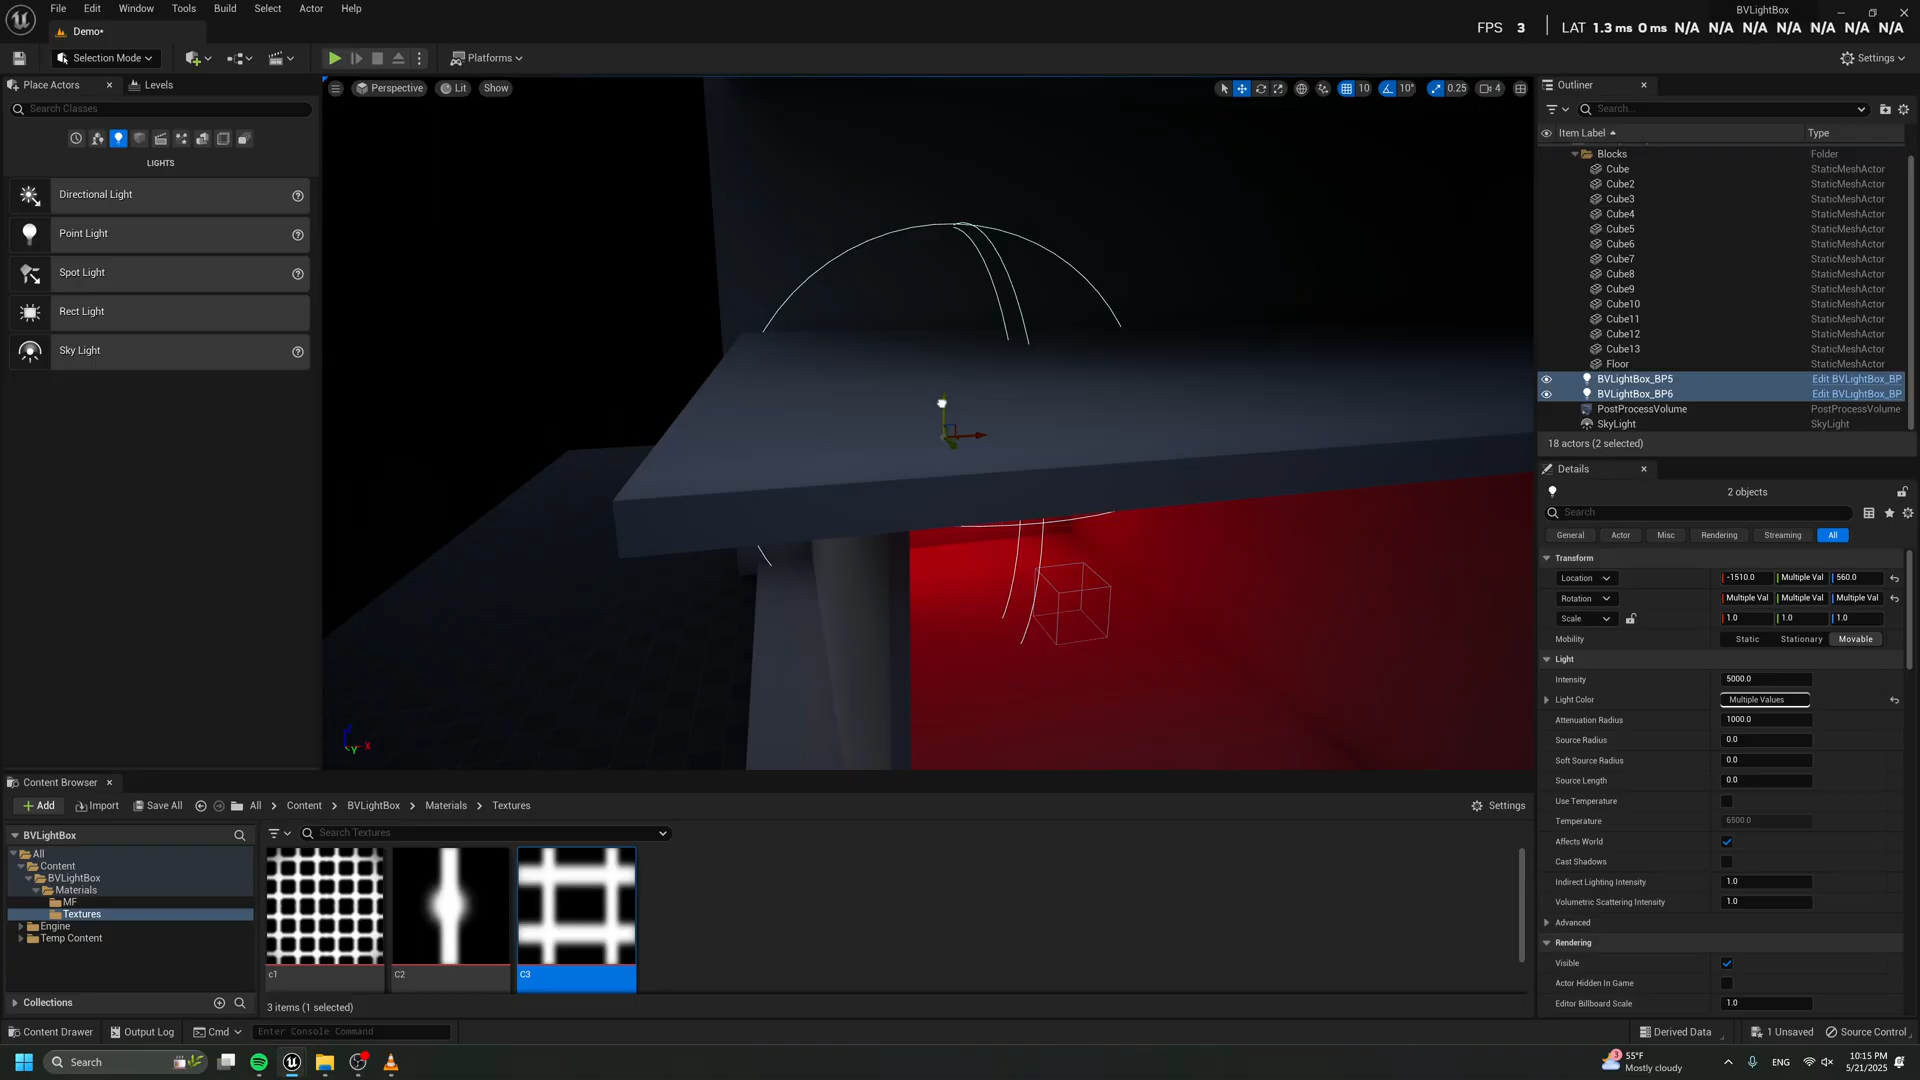 File Edit Window Tools Build Select Actor Help
BVLightBox
Demo*
FPS 3 LAT 1.3 ms 0 ms N/A N/A N/A N/A N/A N/A
Selection Mode
Platforms
Settings
Place Actors
Levels
Search Classes
LIGHTS
Directional Light
Point Light
Spot Light
Rect Light
Sky Light
Perspective
Lit
Show
10
10°
0.25
4
X
Y
Outliner
Search...
Item Label
Type
Blocks Folder
Cube StaticMeshActor
Cube2 StaticMeshActor
Cube3 StaticMeshActor
Cube4 StaticMeshActor
Cube5 StaticMeshActor
Cube6 StaticMeshActor
Cube7 StaticMeshActor
Cube8 StaticMeshActor
Cube9 StaticMeshActor
Cube10 StaticMeshActor
Cube11 StaticMeshActor
Cube12 StaticMeshActor
Cube13 StaticMeshActor
Floor StaticMeshActor
BVLightBox_BP5 Edit BVLightBox_BP
BVLightBox_BP6 Edit BVLightBox_BP
PostProcessVolume PostProcessVolume
SkyLight SkyLight
18 actors (2 selected)
Details
2 objects
Search
General Actor Misc Rendering Streaming All
Transform
Location -1510.0 Multiple Val 560.0
Rotation Multiple Val Multiple Val Multiple Val
Scale 1.0 1.0 1.0
Mobility Static Stationary Movable
Light
Intensity 5000.0
Light Color Multiple Values
Attenuation Radius 1000.0
Source Radius 0.0
Soft Source Radius 0.0
Source Length 0.0
Use Temperature
Temperature 6500.0
Affects World
Cast Shadows
Indirect Lighting Intensity 1.0
Volumetric Scattering Intensity 1.0
Advanced
Rendering
Visible
Actor Hidden In Game
Editor Billboard Scale 1.0
Content Browser
Add
Import
Save All
All
Content
BVLightBox
Materials
Textures
Settings
BVLightBox
All
Content
BVLightBox
Materials
MF
Textures
Engine
Temp Content
Collections
Search Textures
c1
C2
C3
3 items (1 selected)
Content Drawer
Output Log
Cmd
Enter Console Command
Derived Data
1 Unsaved
Source Control
Search
3
55°F
Mostly cloudy
ENG
10:15 PM
5/21/2025